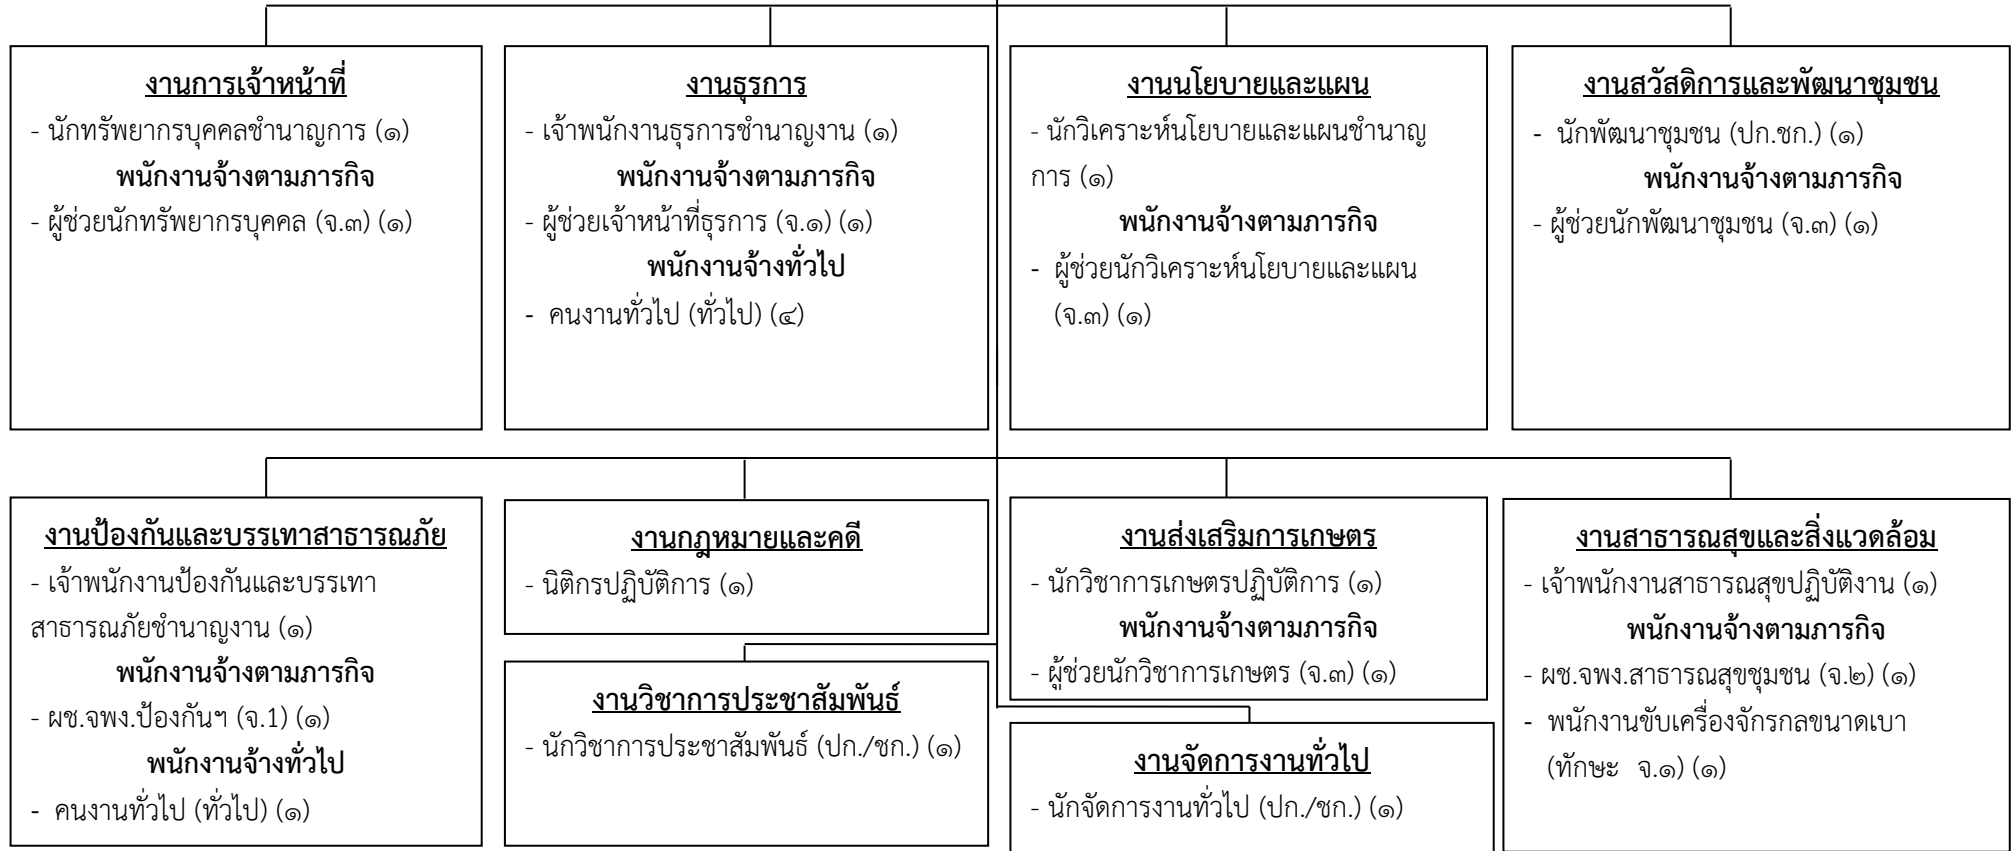 งานการเจ้าหน้าที่
- นักทรัพยากรบุคคลชำนาญการ (๑)
พนักงานจ้างตามภารกิจ
- ผู้ช่วยนักทรัพยากรบุคคล (จ.๓) (๑)
งานธุรการ
- เจ้าพนักงานธุรการชำนาญงาน (๑)
พนักงานจ้างตามภารกิจ
- ผู้ช่วยเจ้าหน้าที่ธุรการ (จ.๑) (๑)
พนักงานจ้างทั่วไป
- คนงานทั่วไป (ทั่วไป) (๔)
งานนโยบายและแผน
- นักวิเคราะห์นโยบายและแผนชำนาญ
การ (๑)
พนักงานจ้างตามภารกิจ
- ผู้ช่วยนักวิเคราะห์นโยบายและแผน
(จ.๓) (๑)
งานสวัสดิการและพัฒนาชุมชน
- นักพัฒนาชุมชน (ปก.ชก.) (๑)
พนักงานจ้างตามภารกิจ
- ผู้ช่วยนักพัฒนาชุมชน (จ.๓) (๑)
งานป้องกันและบรรเทาสาธารณภัย
- เจ้าพนักงานป้องกันและบรรเทา
สาธารณภัยชำนาญงาน (๑)
พนักงานจ้างตามภารกิจ
- ผช.จพง.ป้องกันฯ (จ.1) (๑)
พนักงานจ้างทั่วไป
- คนงานทั่วไป (ทั่วไป) (๑)
งานกฎหมายและคดี
- นิติกรปฏิบัติการ (๑)
งานวิชาการประชาสัมพันธ์
- นักวิชาการประชาสัมพันธ์ (ปก./ชก.) (๑)
งานส่งเสริมการเกษตร
- นักวิชาการเกษตรปฏิบัติการ (๑)
พนักงานจ้างตามภารกิจ
- ผู้ช่วยนักวิชาการเกษตร (จ.๓) (๑)
งานจัดการงานทั่วไป
- นักจัดการงานทั่วไป (ปก./ชก.) (๑)
งานสาธารณสุขและสิ่งแวดล้อม
- เจ้าพนักงานสาธารณสุขปฏิบัติงาน (๑)
พนักงานจ้างตามภารกิจ
- ผช.จพง.สาธารณสุขชุมชน (จ.๒) (๑)
- พนักงานขับเครื่องจักรกลขนาดเบา
(ทักษะ จ.๑) (๑)